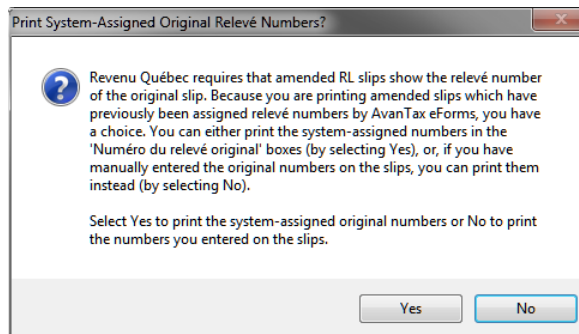 Print System-Assigned Original Relevé Numbers?
Revenu Québec requires that amended RL slips show the relevé number
of the original slip. Because you are printing amended slips which have
previously been assigned relevé numbers by AvanTax eForms, you have
a choice. You can either print the system-assigned numbers in the
'Numéro du relevé original' boxes (by selecting Yes), or, if you have
manually entered the original numbers on the slips, you can print them
instead (by selecting No).
Select Yes to print the system-assigned original numbers or No to print
the numbers you entered on the slips.
Yes No